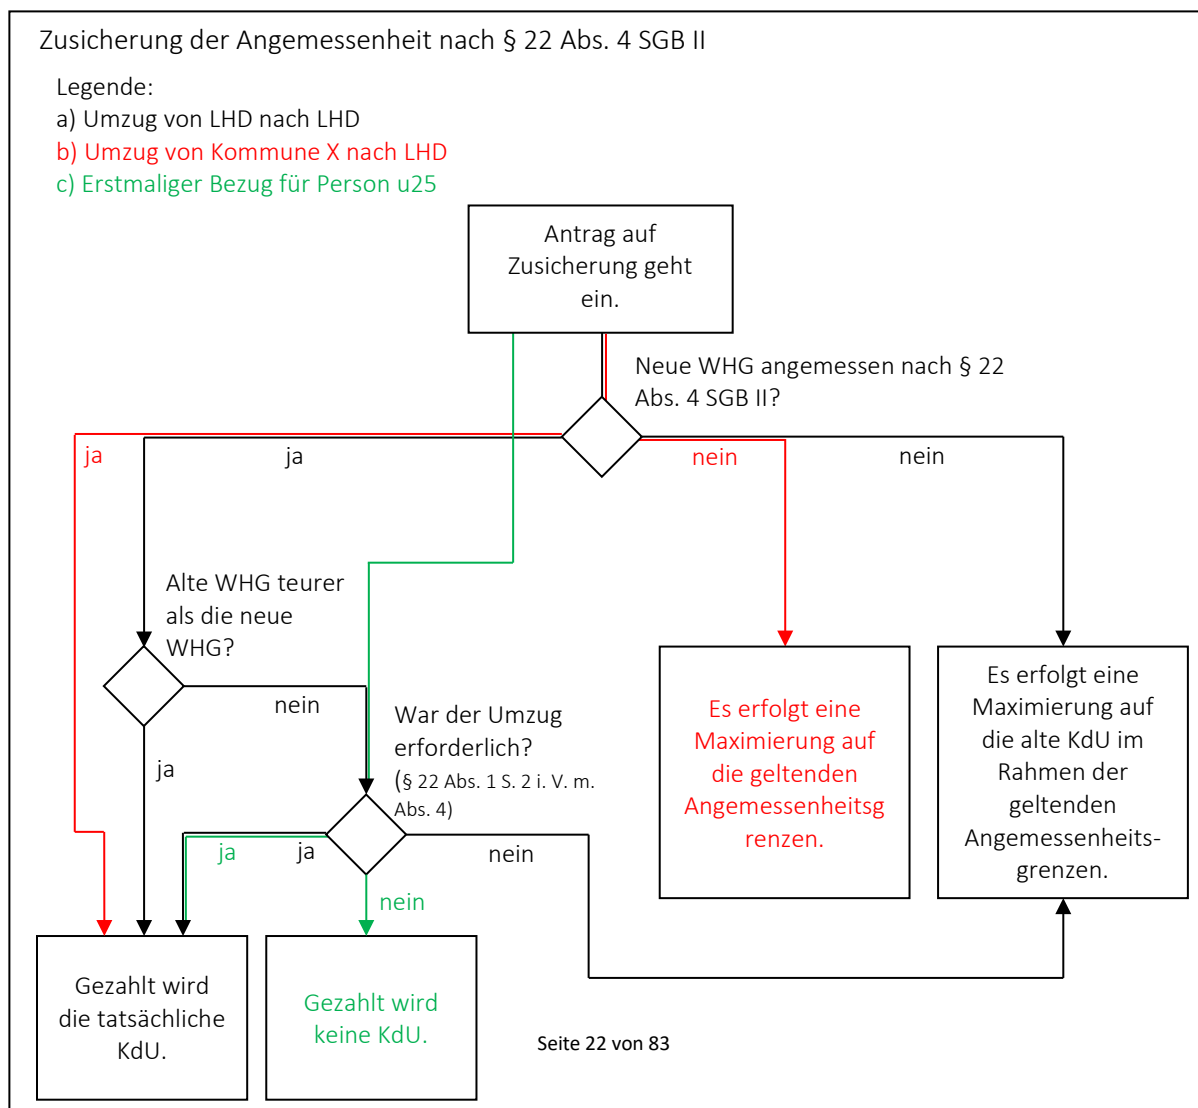 Zusicherung der Angemessenheit nach § 22 Abs. 4 SGB II
Legende:
a) Umzug von LHD nach LHD
b) Umzug von Kommune X nach LHD
c) Erstmaliger Bezug für Person u25
Antrag auf
Zusicherung geht
ein.
Neue WHG angemessen nach § 22
Abs. 4 SGB II?
ja
ja
nein
nein
Alte WHG teurer
als die neue
WHG?
nein
ja
War der Umzug
erforderlich?
(§ 22 Abs. 1 S. 2 i. V. m.
Abs. 4)
ja
ja
nein
nein
Es erfolgt eine
Maximierung auf
die geltenden
Angemessenheitsg
renzen.
Es erfolgt eine
Maximierung auf
die alte KdU im
Rahmen der
geltenden
Angemessenheits-
grenzen.
Gezahlt wird
die tatsächliche
KdU.
Gezahlt wird
keine KdU.
Seite 22 von 83